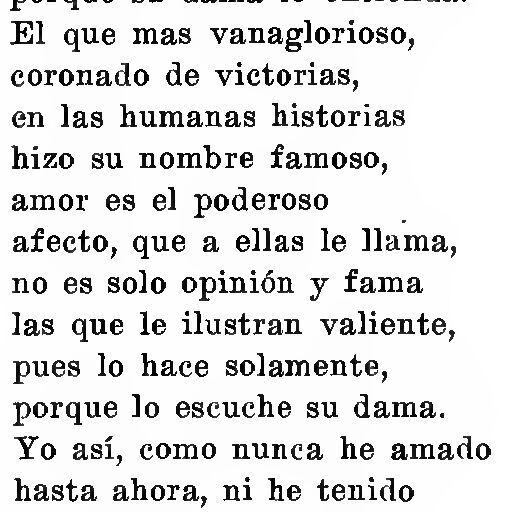 El que mas vanaglorioso,
coronado de victorias,
en las humanas historias
hizo su nombre famoso,
amor es el poderoso
afecto, que a ellas le llama,
no es solo opinión y fama
las que le ilustran valiente,
pues lo hace solamente,
porque lo escuche su dama.
Yo así, como nunca he amado
hasta ahora, ni he tenido